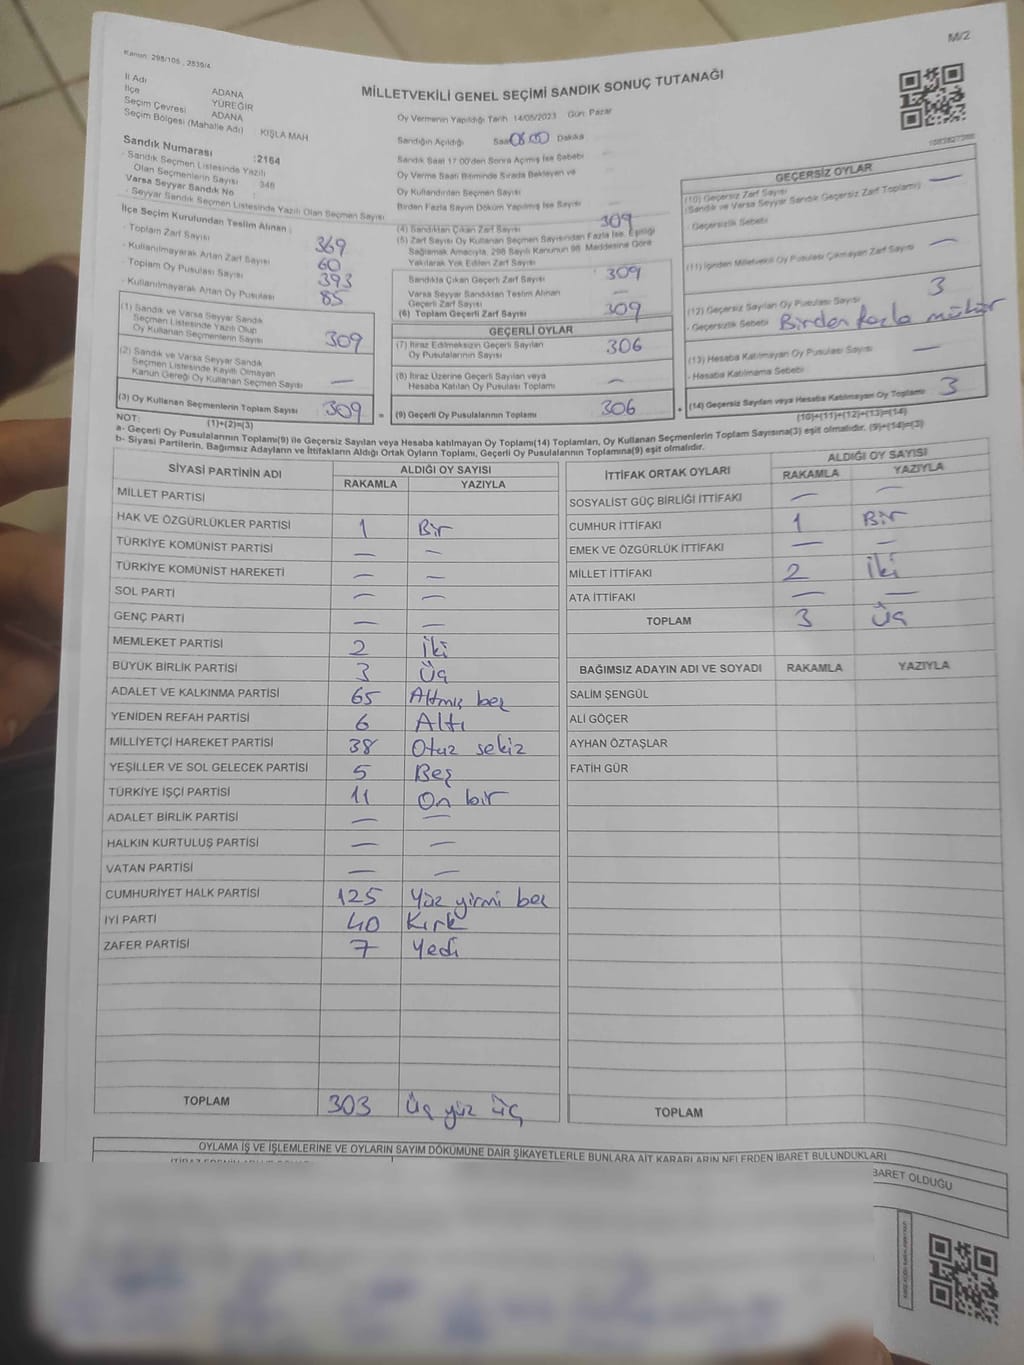 M/2
Kanun: 298/105 , 2839/4
MİLLETVEKİLİ GENEL SEÇİMİ SANDIK SONUÇ TUTANAĞI
İl Adı ADANA
İlçe YÜREĞİR
Seçim Çevresi ADANA
Seçim Bölgesi (Mahalle Adı) KIŞLA MAH
Sandık Numarası :2164
- Sandık Seçmen Listesinde Yazılı
Olan Seçmenlerin Sayısı : 346
Varsa Seyyar Sandık No
- Seyyar Sandık Seçmen Listesinde Yazılı Olan Seçmen Sayısı
İlçe Seçim Kurulundan Teslim Alınan :
- Toplam Zarf Sayısı 369
- Kullanılmayarak Artan Zarf Sayısı 60
- Toplam Oy Pusulası Sayısı 393
- Kullanılmayarak Artan Oy Pusulası 85
(1) Sandık ve Varsa Seyyar Sandık
Seçmen Listesinde Yazılı Olup
Oy Kullanan Seçmenlerin Sayısı 309
(2) Sandık ve Varsa Seyyar Sandık
Seçmen Listesinde Kayıtlı Olmayan
Kanun Gereği Oy Kullanan Seçmen Sayısı —
(3) Oy Kullanan Seçmenlerin Toplam Sayısı 309 =
(1)+(2)=(3)
Oy Vermenin Yapıldığı Tarih 14/05/2023 Gün: Pazar
Sandığın Açıldığı Saat 08.00 Dakika
Sandık Saat 17:00'den Sonra Açılmış İse Sebebi
Oy Verme Saati Bitiminde Sırada Bekleyen ve
Oy Kullandırılan Seçmen Sayısı
Birden Fazla Sayım Döküm Yapılmış İse Sayısı —
(4) Sandıktan Çıkan Zarf Sayısı 309
(5) Zarf Sayısı Oy Kullanan Seçmen Sayısından Fazla İse, Eşitliği
Sağlamak Amacıyla, 298 Sayılı Kanunun 98. Maddesine Göre
Yakılarak Yok Edilen Zarf Sayısı
Sandıkta Çıkan Geçerli Zarf Sayısı 309
Varsa Seyyar Sandıktan Teslim Alınan
Geçerli Zarf Sayısı —
(6) Toplam Geçerli Zarf Sayısı 309
GEÇERLİ OYLAR
(7) İtiraz Edilmeksizin Geçerli Sayılan
Oy Pusulalarının Sayısı 306
(8) İtiraz Üzerine Geçerli Sayılan veya
Hesaba Katılan Oy Pusulası Toplamı —
(9) Geçerli Oy Pusulalarının Toplamı 306 +
GEÇERSİZ OYLAR
(10) Geçersiz Zarf Sayısı —
(Sandık ve Varsa Seyyar Sandık Geçersiz Zarf Toplamı)
- Geçersizlik Sebebi
(11) İçinden Milletvekili Oy Pusulası Çıkmayan Zarf Sayısı —
(12) Geçersiz Sayılan Oy Pusulası Sayısı 3
- Geçersizlik Sebebi Birden fazla mühür
(13) Hesaba Katılmayan Oy Pusulası Sayısı —
- Hesaba Katılmama Sebebi
(14) Geçersiz Sayılan veya Hesaba Katılmayan Oy Toplamı 3
(10)+(11)+(12)+(13)=(14)
NOT:
a- Geçerli Oy Pusulalarının Toplamı(9) ile Geçersiz Sayılan veya Hesaba katılmayan Oy Toplamı(14) Toplamları, Oy Kullanan Seçmenlerin Toplam Sayısına(3) eşit olmalıdır. (9)+(14)=(3)
b- Siyasi Partilerin, Bağımsız Adayların ve İttifakların Aldığı Ortak Oyların Toplamı, Geçerli Oy Pusulalarının Toplamına(9) eşit olmalıdır.
SİYASİ PARTİNİN ADI ALDIĞI OY SAYISI
RAKAMLA YAZIYLA
MİLLET PARTİSİ
HAK VE ÖZGÜRLÜKLER PARTİSİ 1 Bir
TÜRKİYE KOMÜNİST PARTİSİ — —
TÜRKİYE KOMÜNİST HAREKETİ — —
SOL PARTİ — —
GENÇ PARTİ — —
MEMLEKET PARTİSİ 2 İki
BÜYÜK BİRLİK PARTİSİ 3 Üç
ADALET VE KALKINMA PARTİSİ 65 Altmış beş
YENİDEN REFAH PARTİSİ 6 Altı
MİLLİYETÇİ HAREKET PARTİSİ 38 Otuz sekiz
YEŞİLLER VE SOL GELECEK PARTİSİ 5 Beş
TÜRKİYE İŞÇİ PARTİSİ 11 On bir
ADALET BİRLİK PARTİSİ — —
HALKIN KURTULUŞ PARTİSİ — —
VATAN PARTİSİ — —
CUMHURİYET HALK PARTİSİ 125 Yüz yirmi beş
İYİ PARTİ 40 Kırk
ZAFER PARTİSİ 7 Yedi
TOPLAM 303 Üç yüz üç
İTTİFAK ORTAK OYLARI ALDIĞI OY SAYISI
RAKAMLA YAZIYLA
SOSYALİST GÜÇ BİRLİĞİ İTTİFAKI — —
CUMHUR İTTİFAKI 1 Bir
EMEK VE ÖZGÜRLÜK İTTİFAKI — —
MİLLET İTTİFAKI 2 İki
ATA İTTİFAKI — —
TOPLAM 3 Üç
BAĞIMSIZ ADAYIN ADI VE SOYADI RAKAMLA YAZIYLA
SALİM ŞENGÜL
ALİ GÖÇER
AYHAN ÖZTAŞLAR
FATİH GÜR
TOPLAM
OYLAMA İŞ VE İŞLEMLERİNE VE OYLARIN SAYIM DÖKÜMÜNE DAİR ŞİKAYETLERLE BUNLARA AİT KARARLARIN NELERDEN İBARET BULUNDUKLARI
BARET OLDUĞU